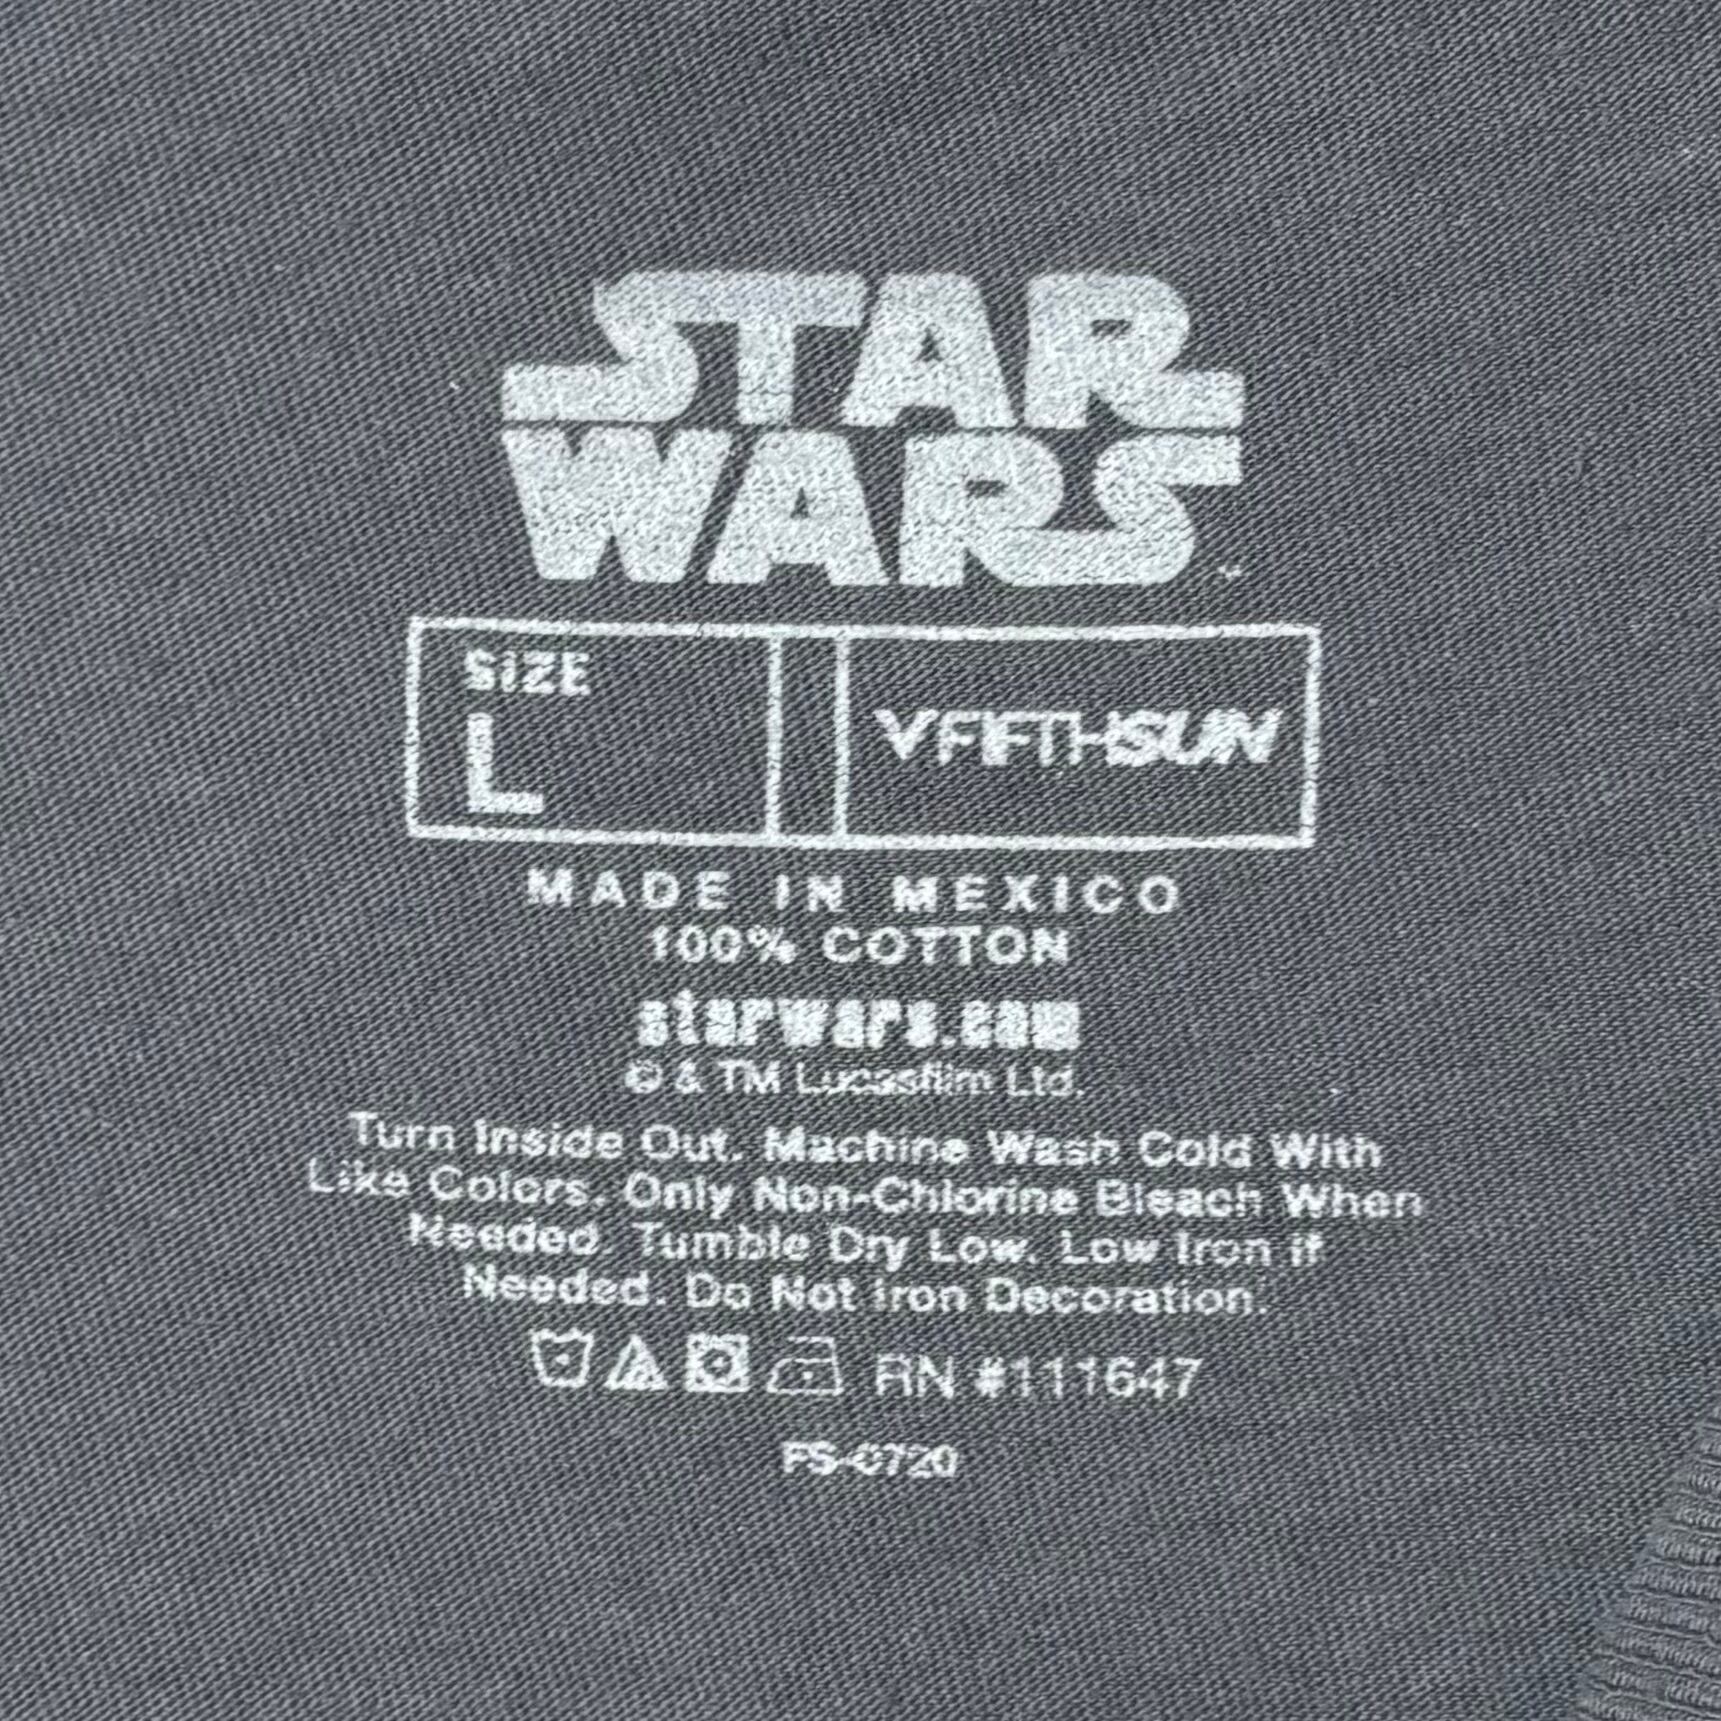 STAR
WARS
SIZE
L
VFIFTHSUN
MADE IN MEXICO
100% COTTON
starwars.com
© & TM Lucasfilm Ltd.
Turn Inside Out. Machine Wash Cold With
Like Colors. Only Non-Chlorine Bleach When
Needed. Tumble Dry Low. Low Iron if
Needed. Do Not Iron Decoration.
RN #111647
FS-0720